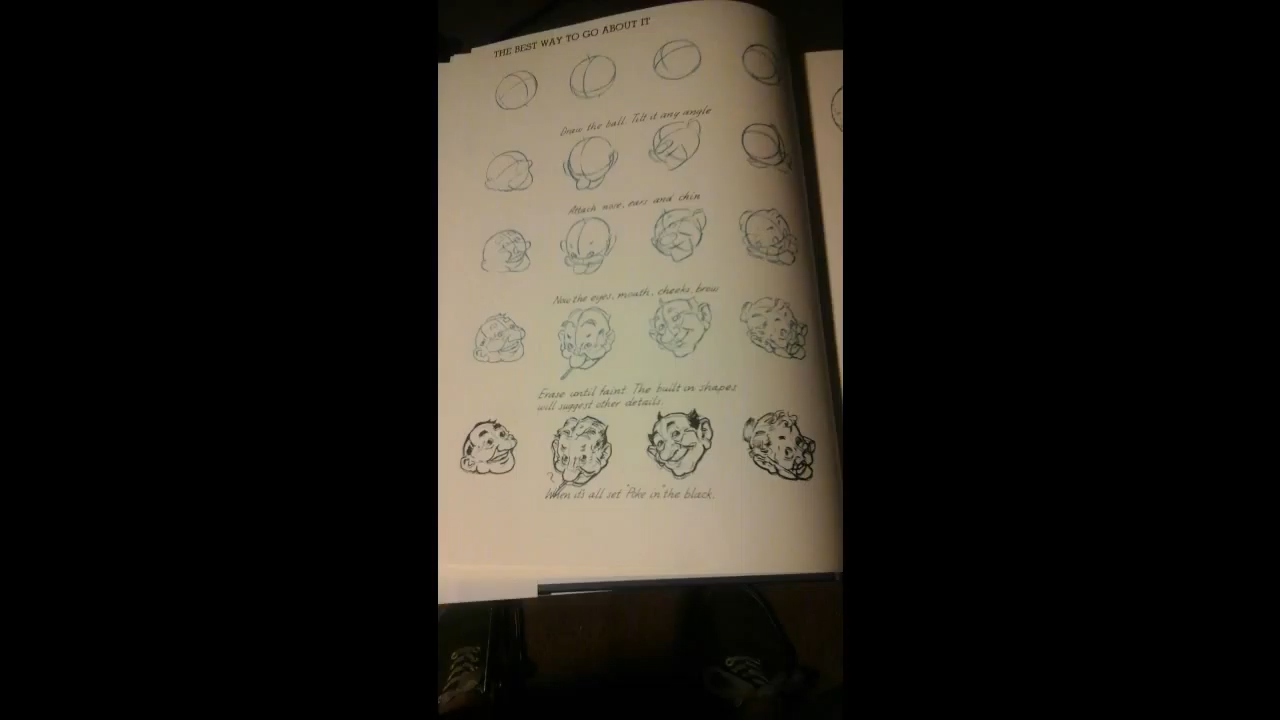 THE BEST WAY TO GO ABOUT IT
Draw the ball. Tilt it any angle
Attach nose, ears and chin
Now the eyes, mouth, cheeks, brow
Erase until faint. The built in shapes
will suggest other details.
?
When it's all set "Poke in" the black.